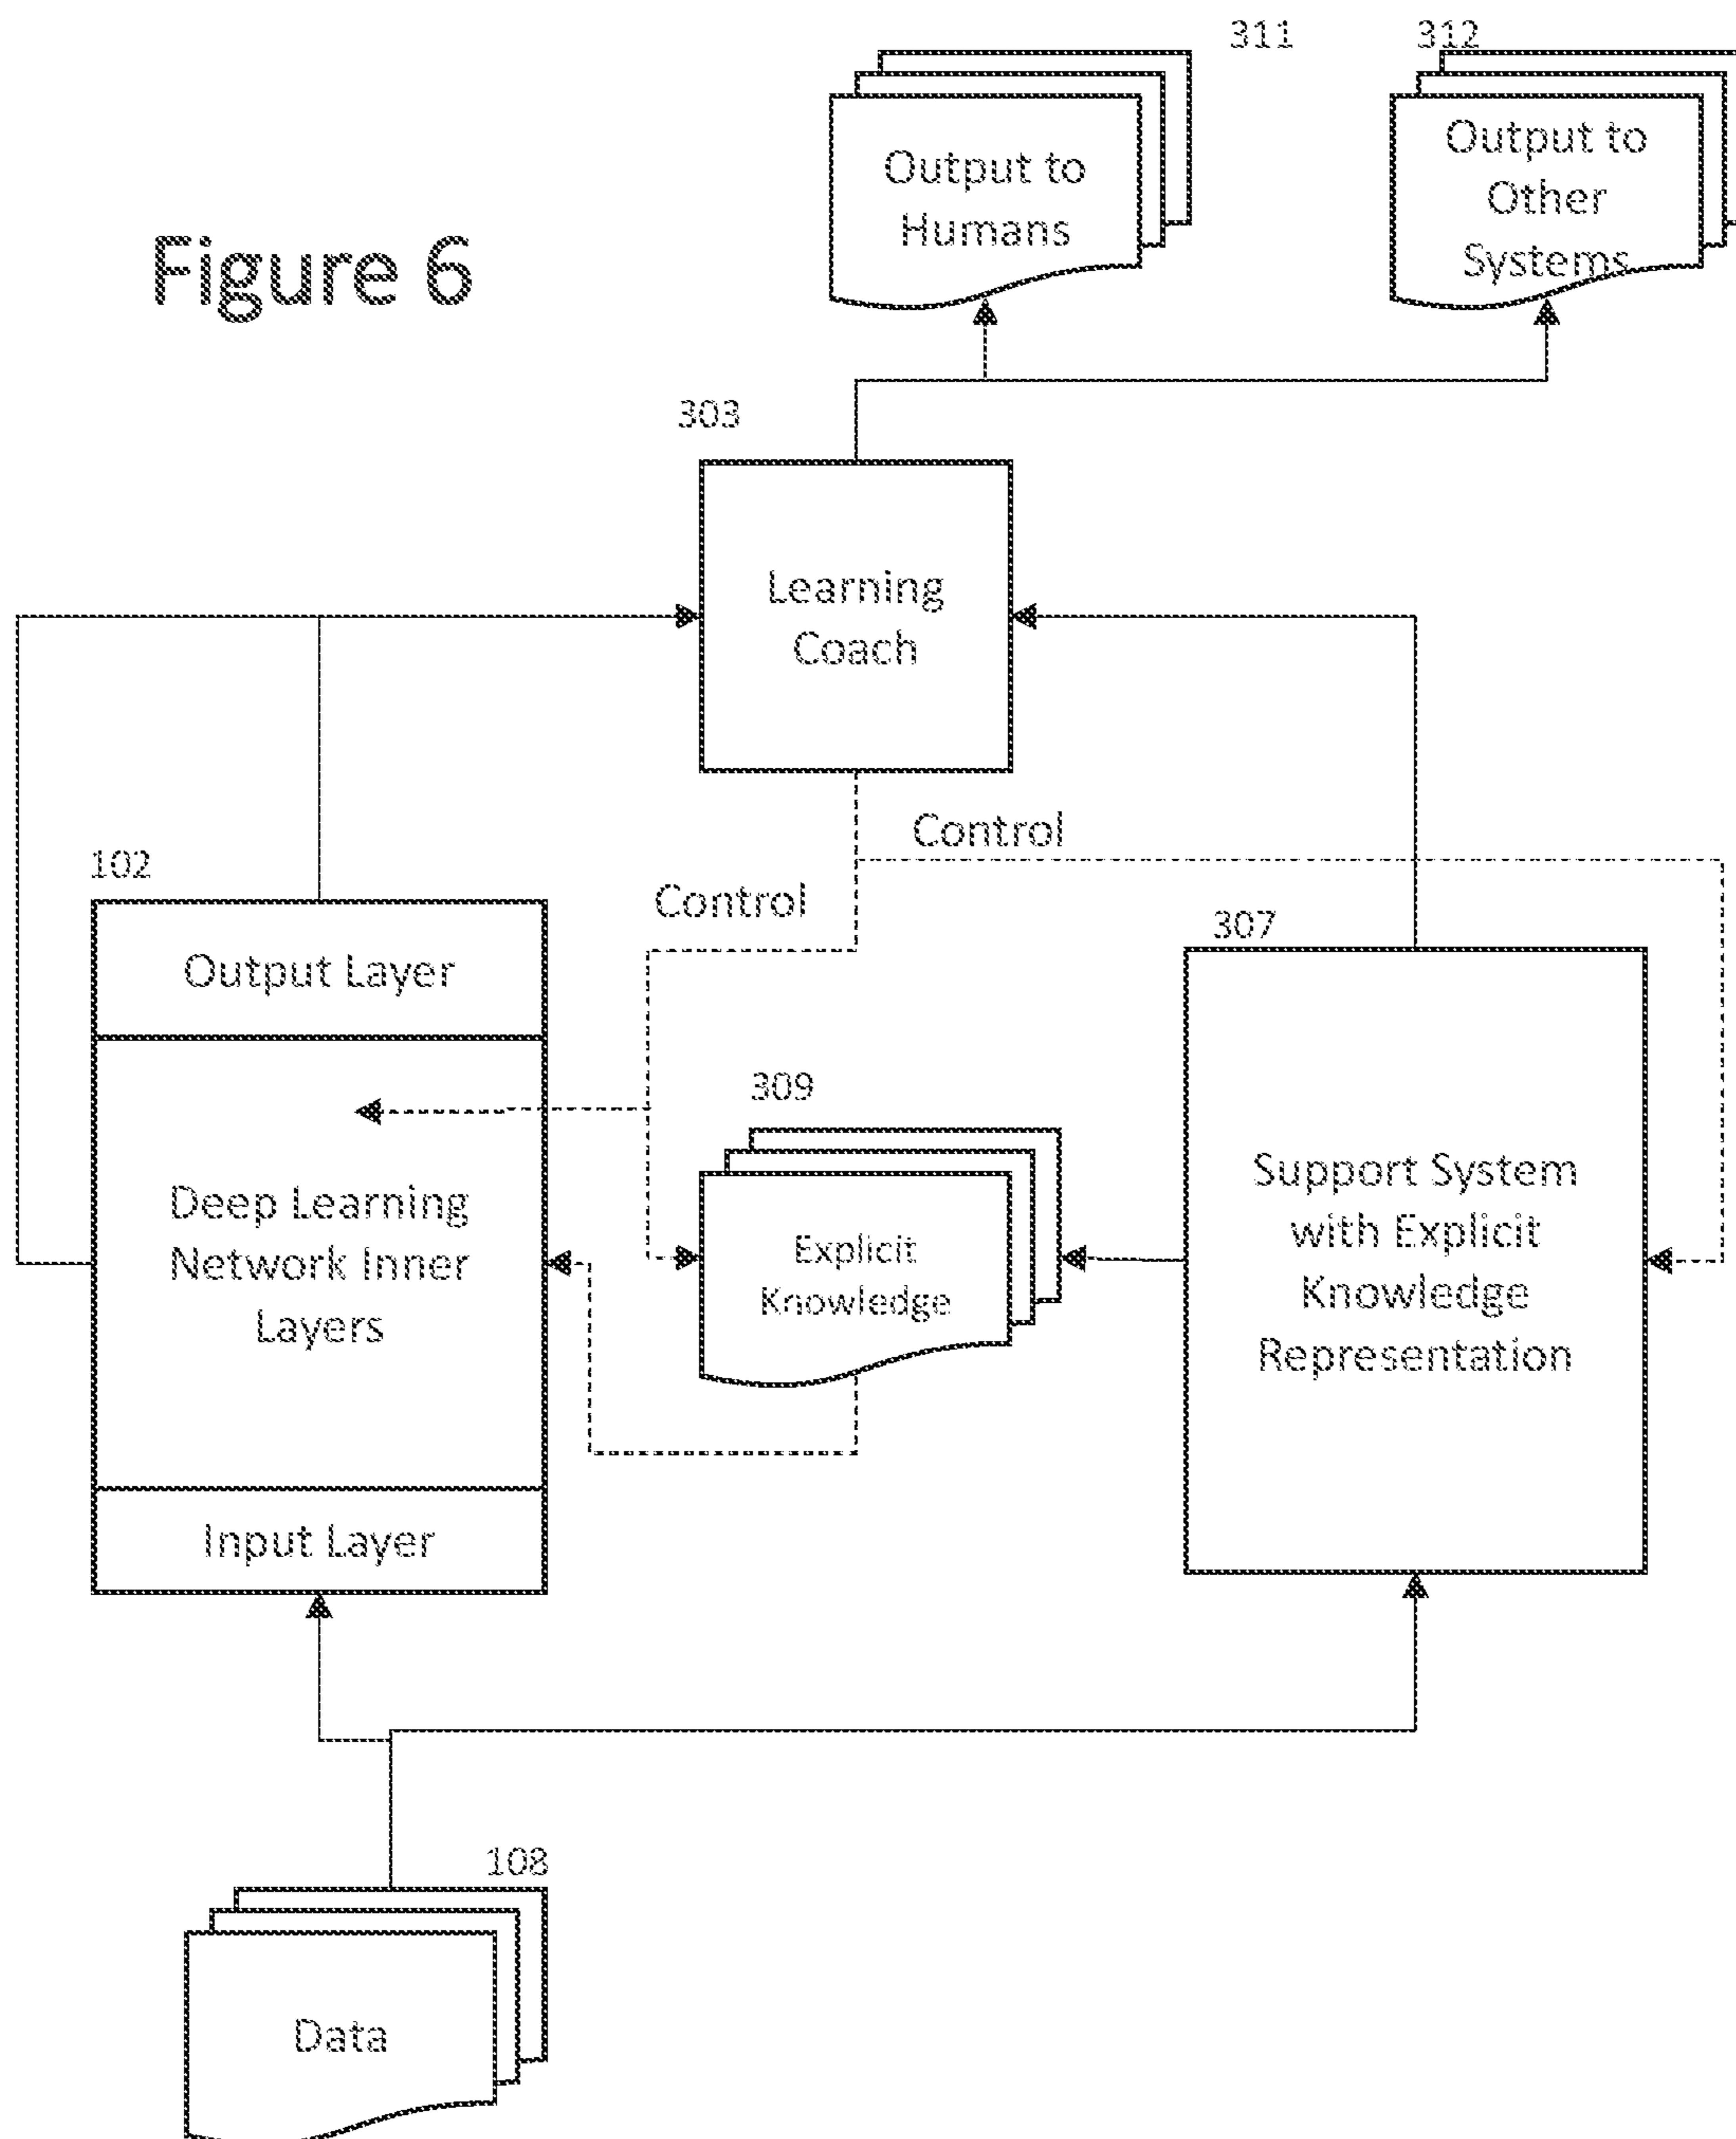 311
312
Output to
Humans
Output to
Other
Systems
Figure 6
303
Learning
Coach
Control
Control
102
307
Output Layer
309
Deep Learning
Network Inner
Layers
Explicit
Knowledge
Support System
with Explicit
Knowledge
Representation
Input Layer
108
Data